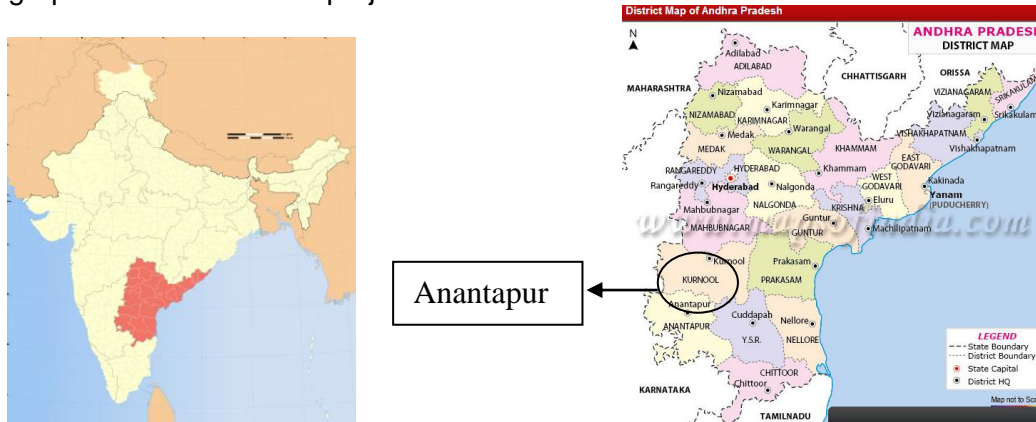 District Map of Andhra Pradesh
N
ANDHRA PRADESH
DISTRICT MAP
Adilabad
ADILABAD
CHHATTISGARH
ORISSA
MAHARASHTRA
Nizamabad
NIZAMABAD
Karimnagar
KARIMNAGAR
VIZIANAGARAM
SRIKAKULAM
Vizianagaram
Srikakulam
Medak
MEDAK
Warangal
WARANGAL
KHAMMAM
VISHAKHAPATNAM
Vishakhapatnam
EAST
GODAVARI
RANGAREDDY
HYDERABAD
Rangareddy
Hyderabad
Nalgonda
NALGONDA
Khammam
WEST
GODAVARI
Eluru
Kakinada
Yanam
(PUDUCHERRY)
Mahbubnagar
MAHBUBNAGAR
KRISHNA
Guntur
GUNTUR
Machilipatnam
www.mapsofindia.com
Kurnool
KURNOOL
Prakasam
PRAKASAM
Anantapur
Anantapur
ANANTAPUR
Cuddapah
Y.S.R.
Nellore
NELLORE
CHITTOOR
Chittoor
KARNATAKA
TAMILNADU
LEGEND
State Boundary
District Boundary
State Capital
District HQ
Map not to Sca